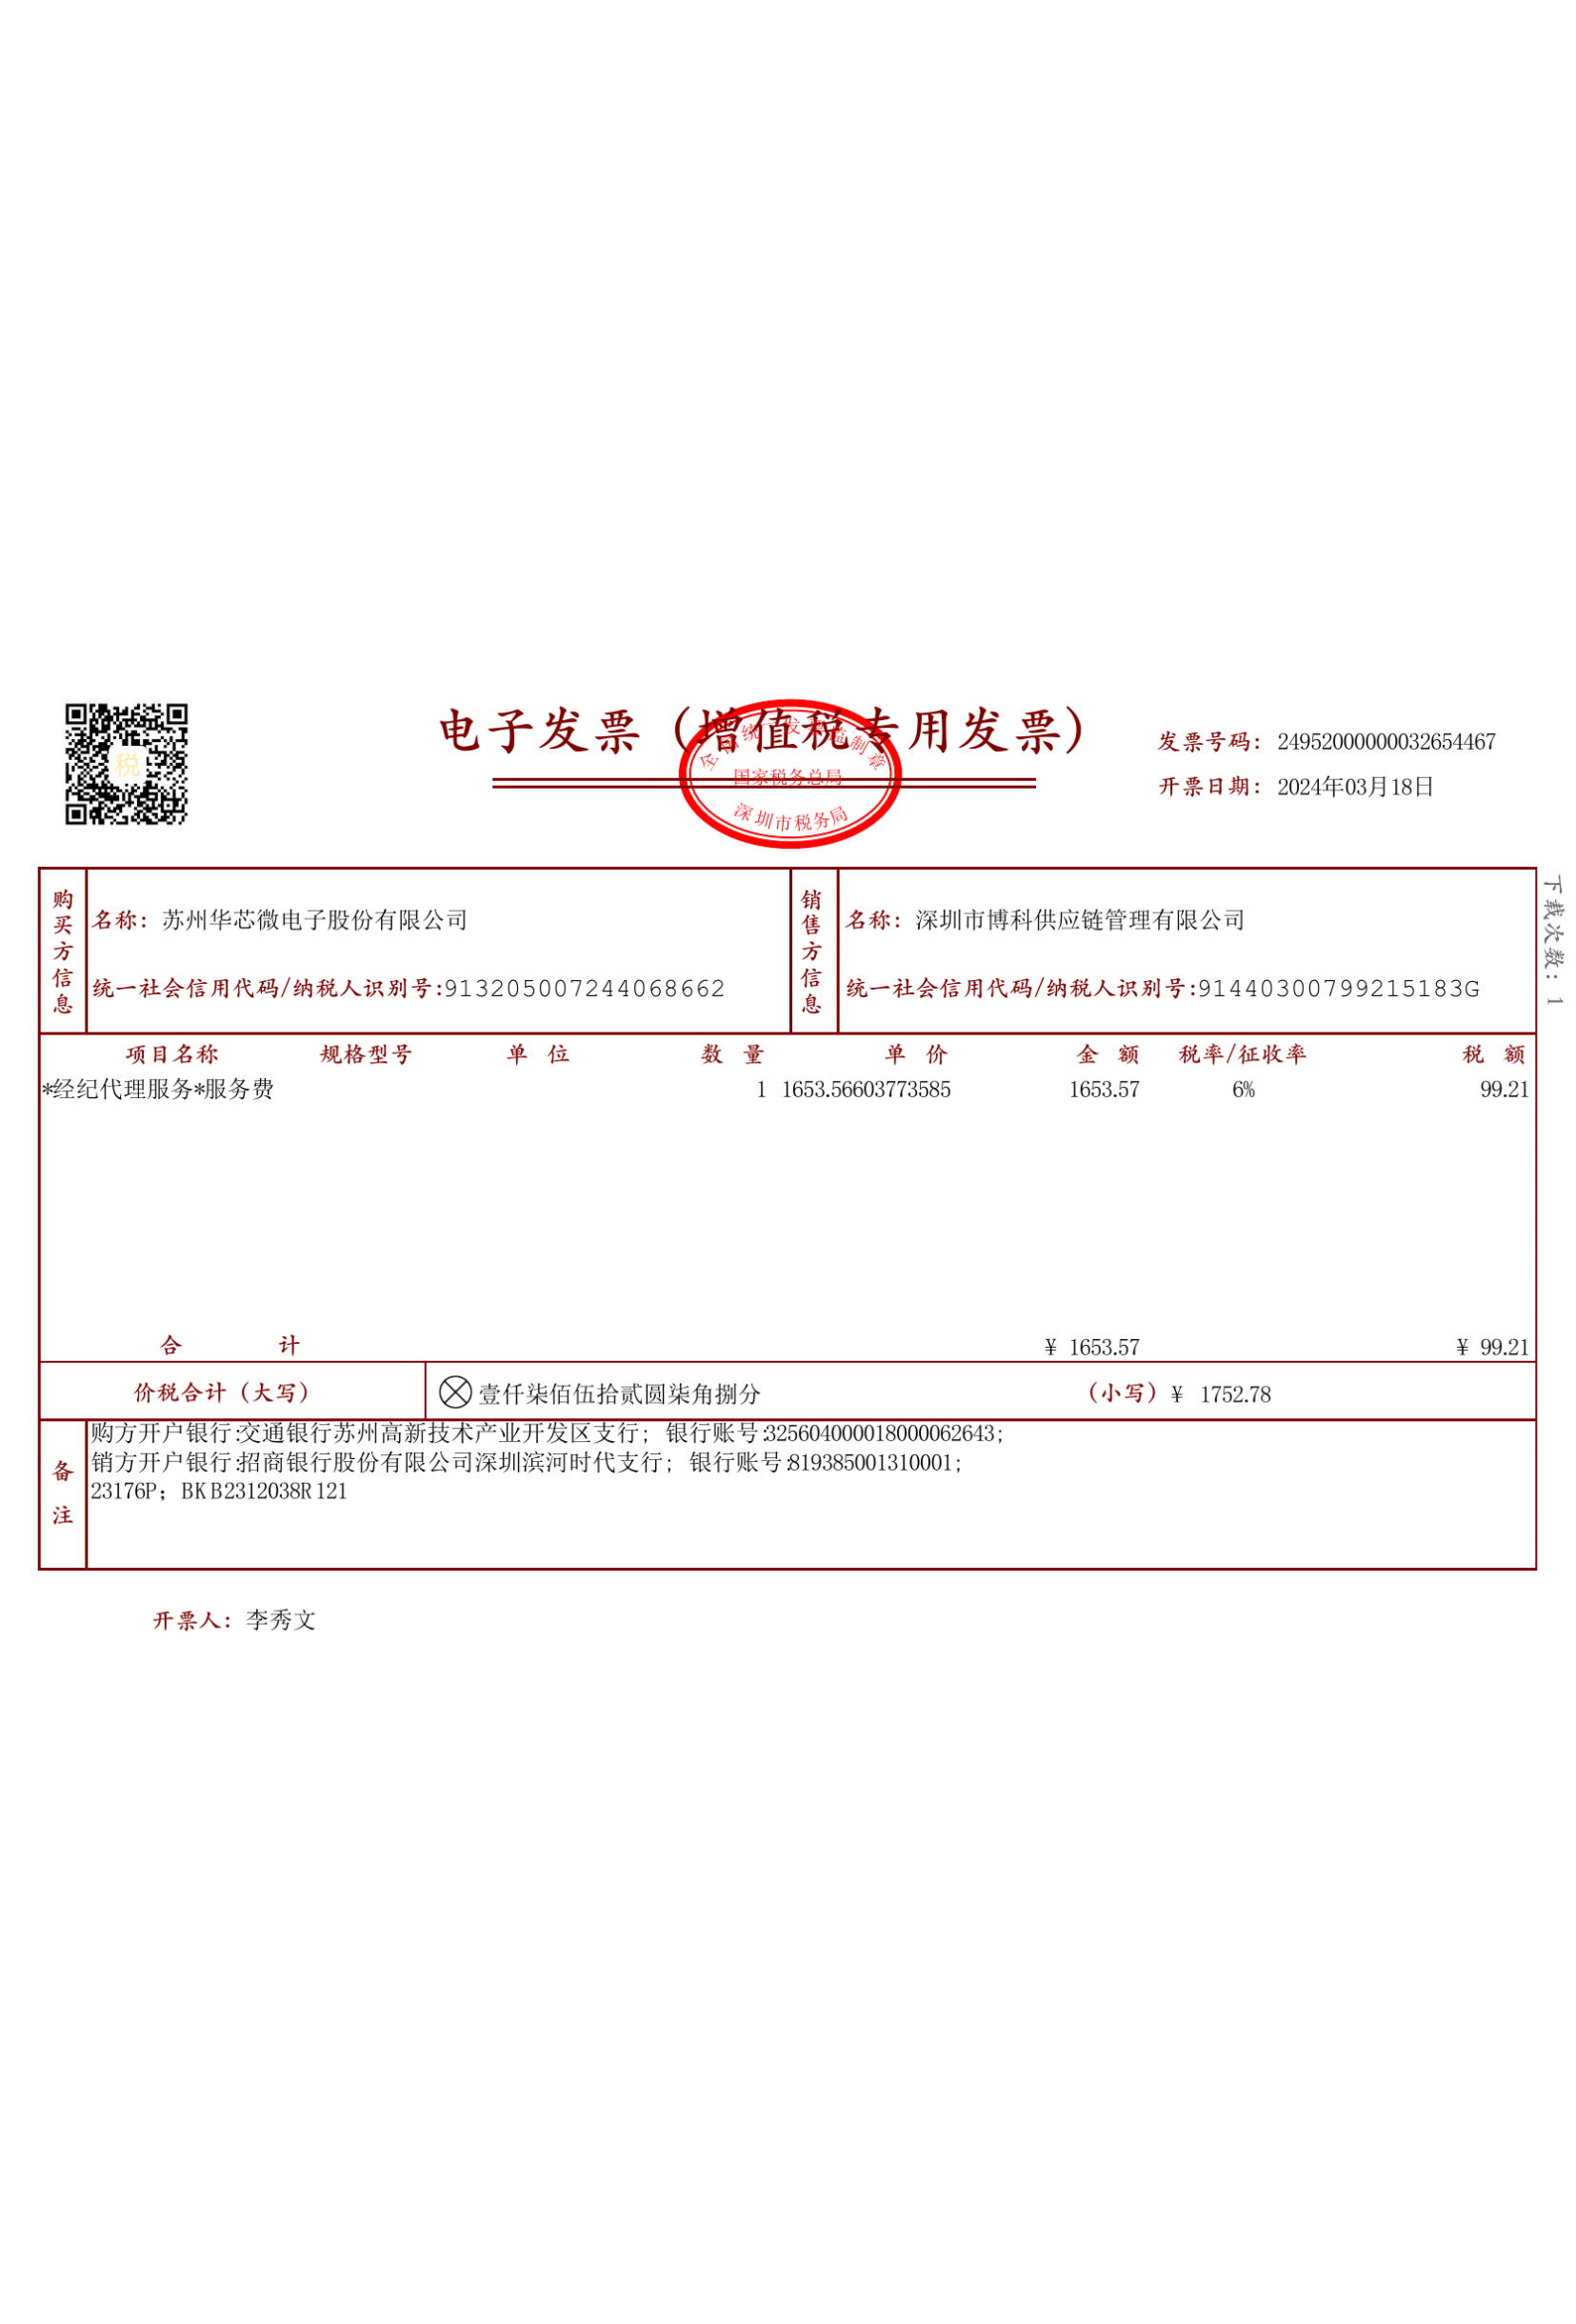 税
电子发票（增值税专用发票）
全国统一发票监制章
国家税务总局
深圳市税务局
发票号码：24952000000032654467
开票日期：2024年03月18日
下载次数：1
购买方信息
名称：苏州华芯微电子股份有限公司
统一社会信用代码/纳税人识别号：913205007244068662
销售方信息
名称：深圳市博科供应链管理有限公司
统一社会信用代码/纳税人识别号：91440300799215183G
项目名称 规格型号 单 位 数 量 单 价 金 额 税率/征收率 税 额
*经纪代理服务*服务费 1 1653.56603773585 1653.57 6% 99.21
合 计 ¥ 1653.57 ¥ 99.21
价税合计（大写） 壹仟柒佰伍拾贰圆柒角捌分 （小写）¥ 1752.78
备注
购方开户银行:交通银行苏州高新技术产业开发区支行; 银行账号:325604000018000062643;
销方开户银行:招商银行股份有限公司深圳滨河时代支行; 银行账号:819385001310001;
23176P；BKB2312038R121
开票人：李秀文